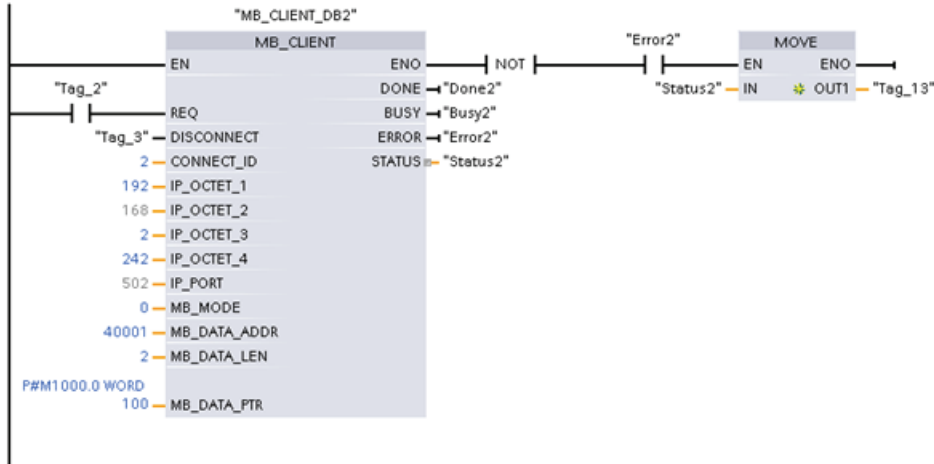 "MB_CLIENT_DB2"
MB_CLIENT
EN ENO NOT
"Error2"
MOVE
EN ENO
"Status2" IN OUT1 "Tag_13"
DONE "Done2"
"Tag_2"
REQ BUSY "Busy2"
"Tag_3" DISCONNECT ERROR "Error2"
2 CONNECT_ID STATUS "Status2"
192 IP_OCTET_1
168 IP_OCTET_2
2 IP_OCTET_3
242 IP_OCTET_4
502 IP_PORT
0 MB_MODE
40001 MB_DATA_ADDR
2 MB_DATA_LEN
P#M1000.0 WORD
100 MB_DATA_PTR